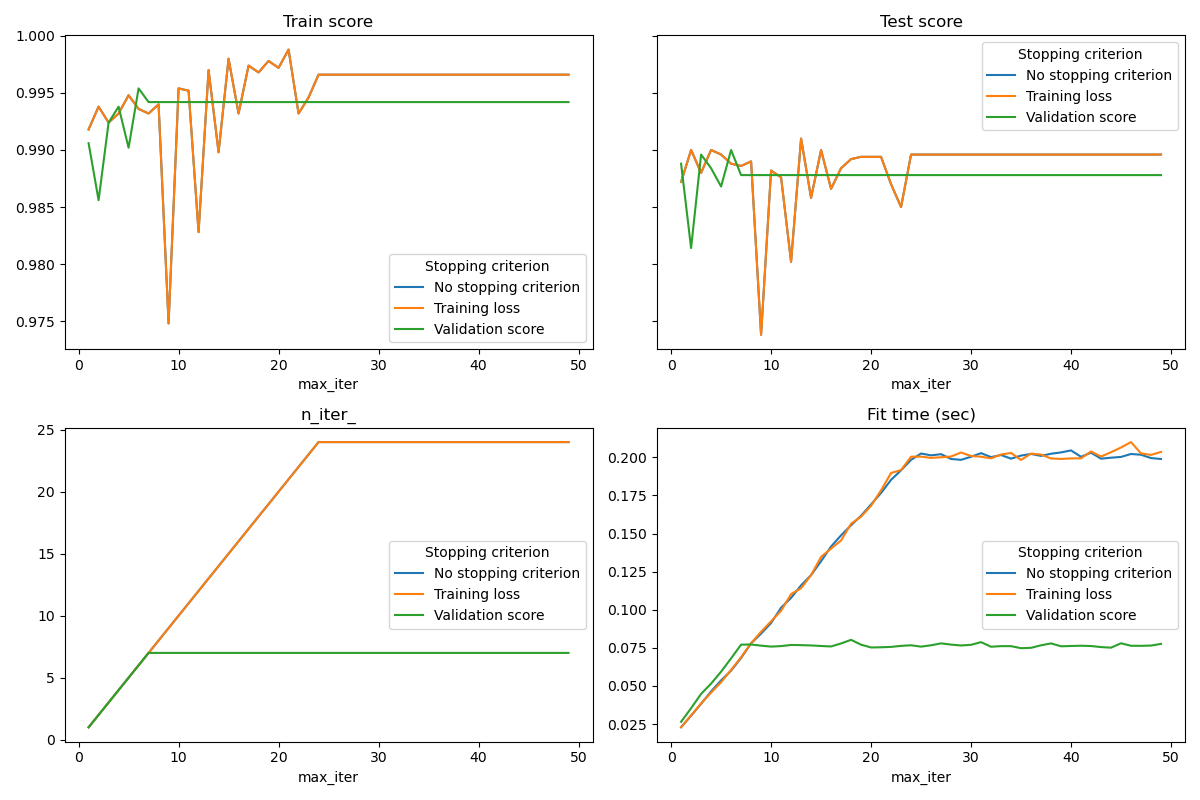 Train score
1.000
0.995
0.990
0.985
0.980
0.975
Stopping criterion
No stopping criterion
Training loss
Validation score
0 10 20 30 40 50
max_iter
Test score
Stopping criterion
No stopping criterion
Training loss
Validation score
0 10 20 30 40 50
max_iter
n_iter_
25
20
15
10
5
0
Stopping criterion
No stopping criterion
Training loss
Validation score
0 10 20 30 40 50
max_iter
Fit time (sec)
0.200
0.175
0.150
0.125
0.100
0.075
0.050
0.025
Stopping criterion
No stopping criterion
Training loss
Validation score
0 10 20 30 40 50
max_iter